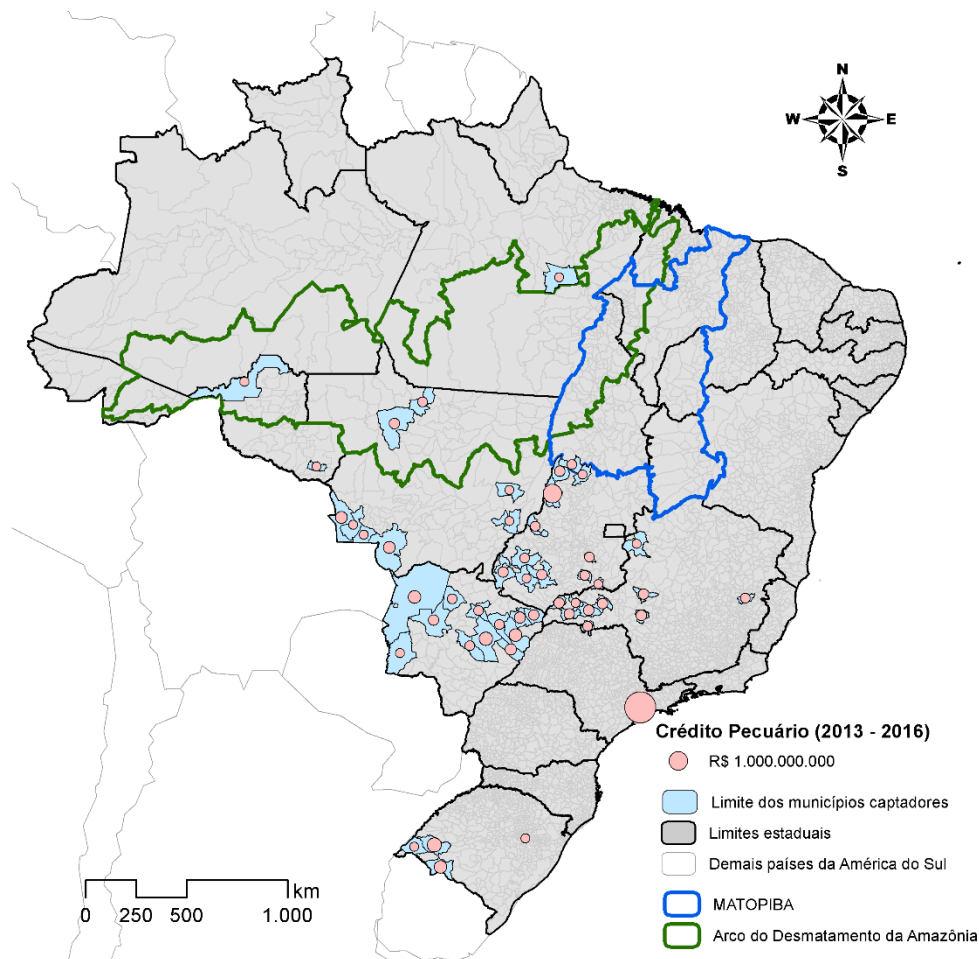 N
W E
S
Crédito Pecuário (2013 - 2016)
R$ 1.000.000.000
Limite dos municípios captadores
Limites estaduais
Demais países da América do Sul
MATOPIBA
Arco do Desmatamento da Amazônia
km
0 250 500 1.000